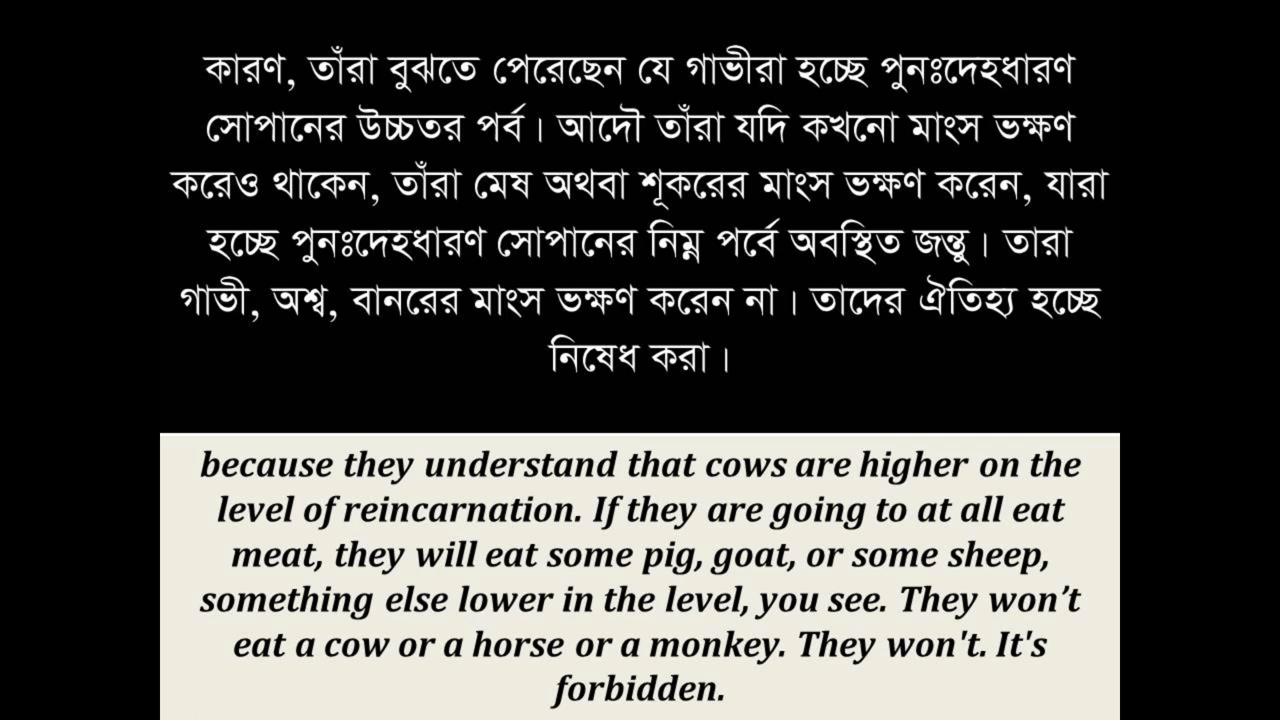 কারণ, তাঁরা বুঝতে পেরেছেন যে গাভীরা হচ্ছে পুনঃদেহধারণ
সোপানের উচ্চতর পর্ব। আদৌ তাঁরা যদি কখনো মাংস ভক্ষণ
করেও থাকেন, তাঁরা মেষ অথবা শূকরের মাংস ভক্ষণ করেন, যারা
হচ্ছে পুনঃদেহধারণ সোপানের নিম্ন পর্বে অবস্থিত জন্তু। তারা
গাভী, অশ্ব, বানরের মাংস ভক্ষণ করেন না। তাদের ঐতিহ্য হচ্ছে
নিষেধ করা।
because they understand that cows are higher on the
level of reincarnation. If they are going to at all eat
meat, they will eat some pig, goat, or some sheep,
something else lower in the level, you see. They won’t
eat a cow or a horse or a monkey. They won't. It's
forbidden.